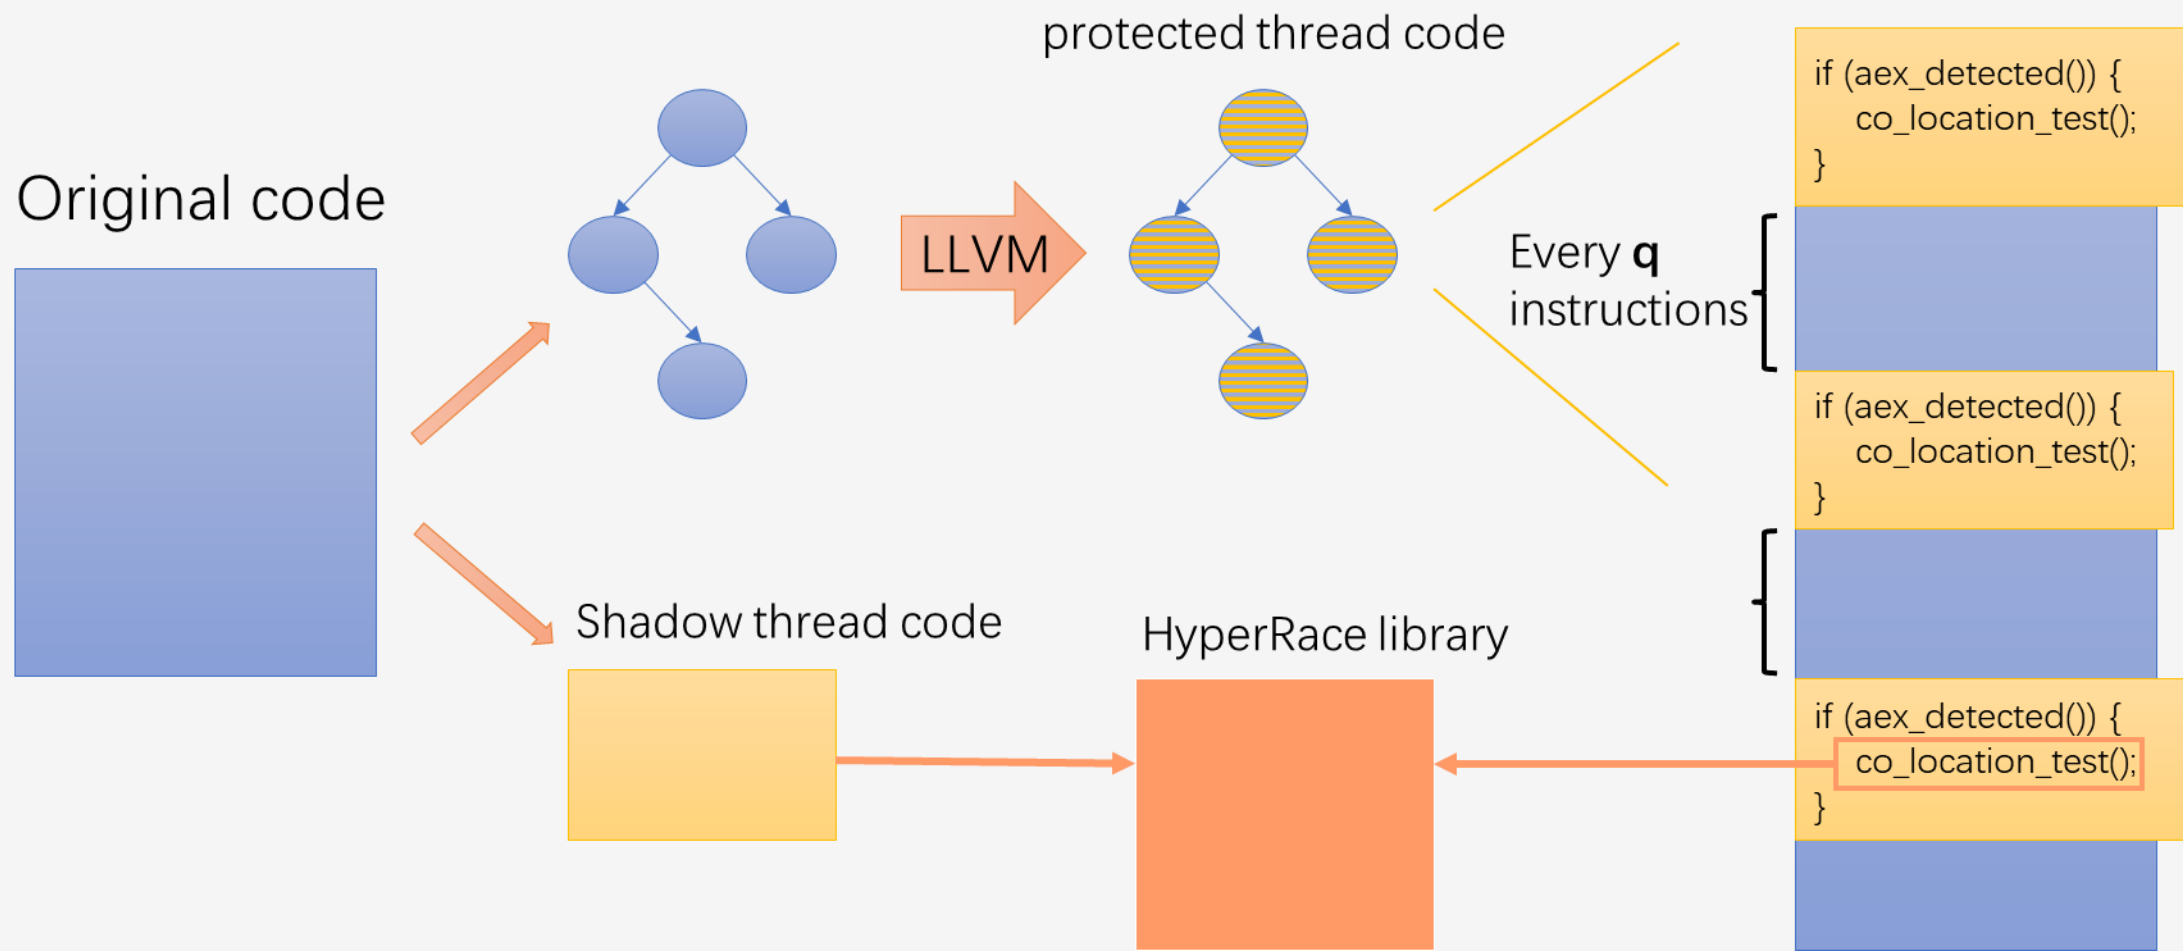 protected thread code
Original code
LLVM
Every q
instructions
if (aex_detected()) {
co_location_test();
}
if (aex_detected()) {
co_location_test();
}
Shadow thread code
HyperRace library
if (aex_detected()) {
co_location_test();
}